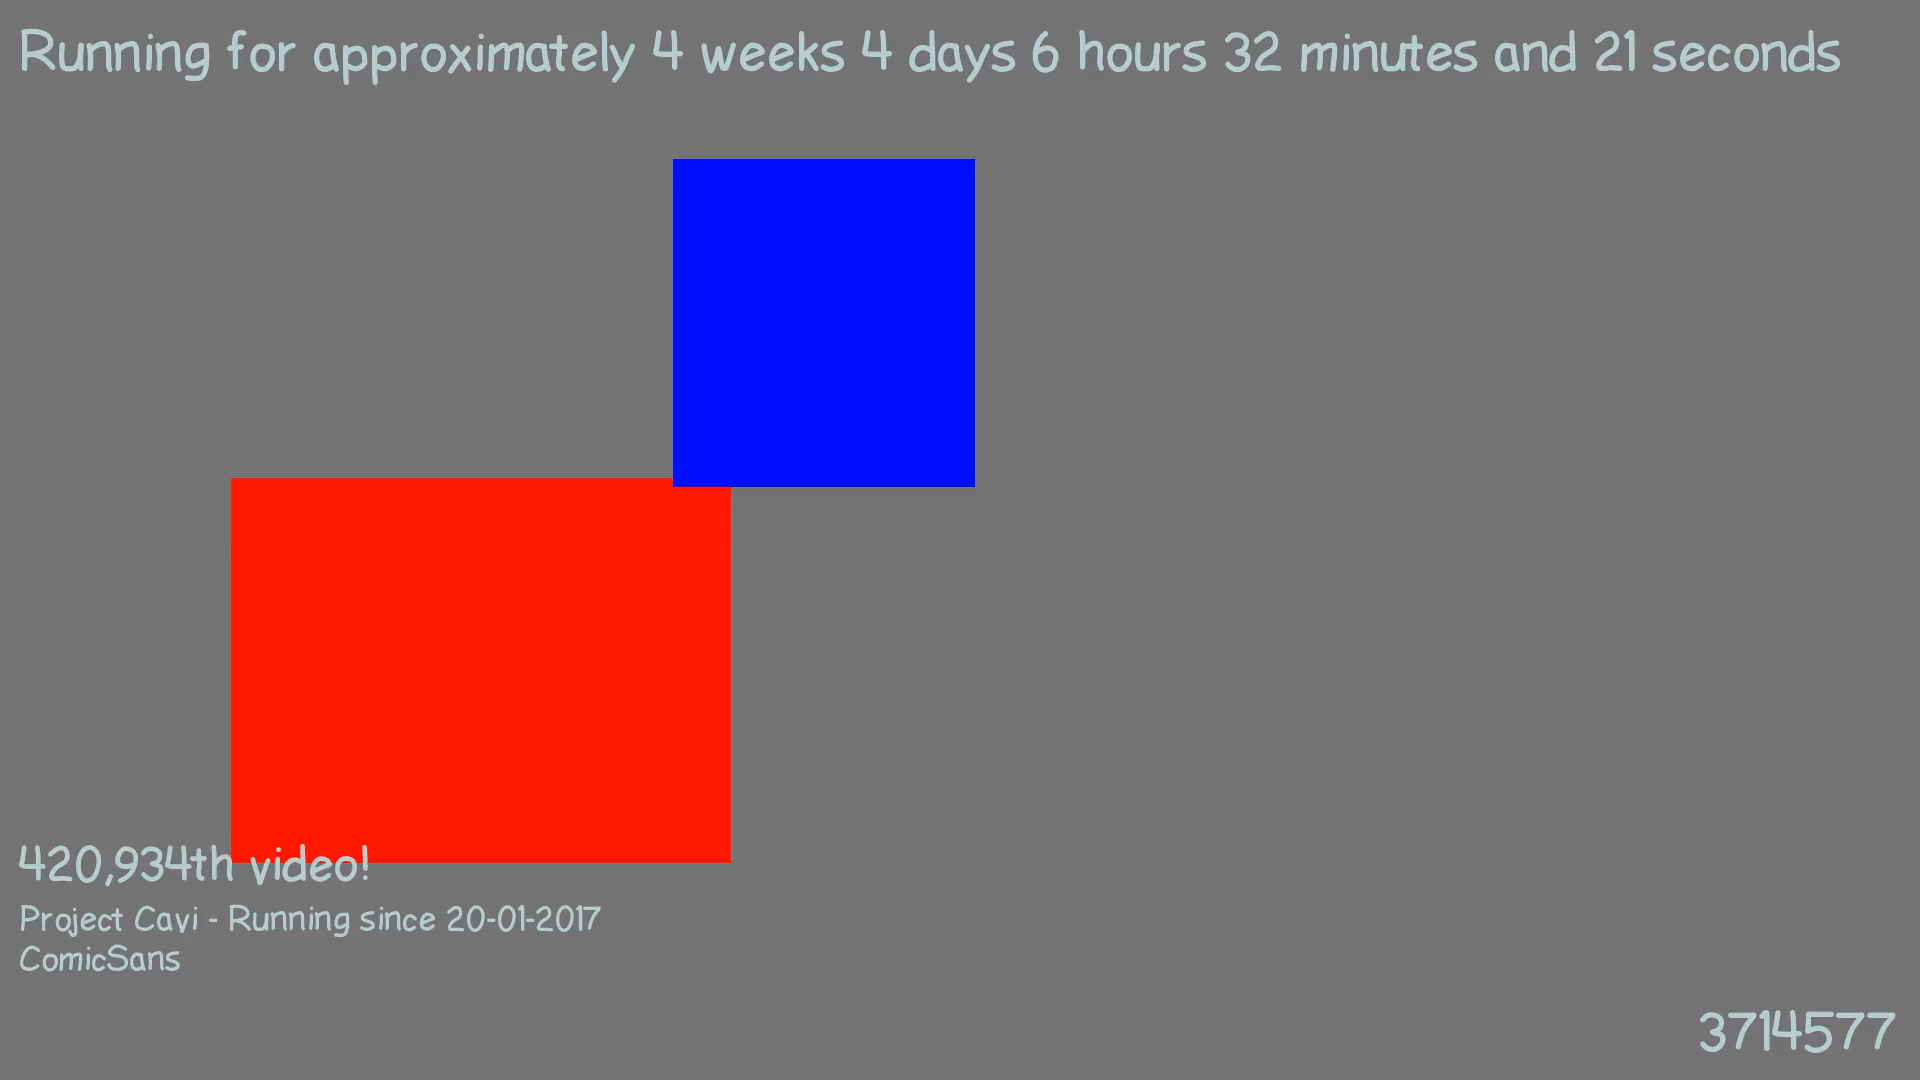 Running for approximately 4 weeks 4 days 6 hours 32 minutes and 21 seconds
420,934th video!
Project Cavi - Running since 20-01-2017
ComicSans
3714577